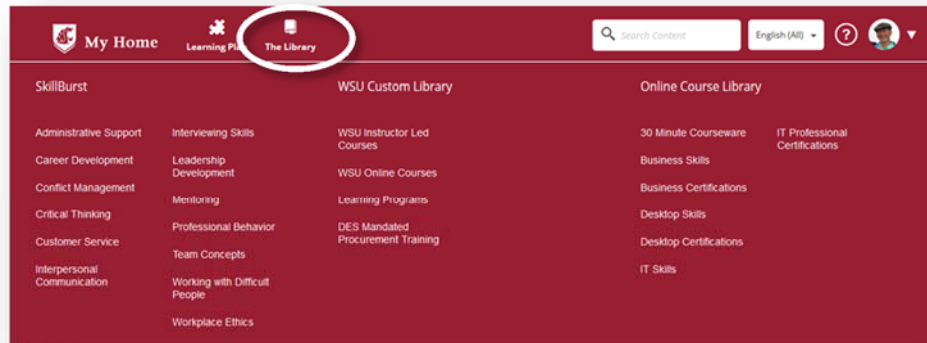 My Home
Learning Pla
The Library
Search Content
English (All)
?
SkillBurst
Administrative Support
Career Development
Conflict Management
Critical Thinking
Customer Service
Interpersonal
Communication
Interviewing Skills
Leadership
Development
Mentoring
Professional Behavior
Team Concepts
Working with Difficult
People
Workplace Ethics
WSU Custom Library
WSU Instructor Led
Courses
WSU Online Courses
Learning Programs
DES Mandated
Procurement Training
Online Course Library
30 Minute Courseware
Business Skills
Business Certifications
Desktop Skills
Desktop Certifications
IT Skills
IT Professional
Certifications